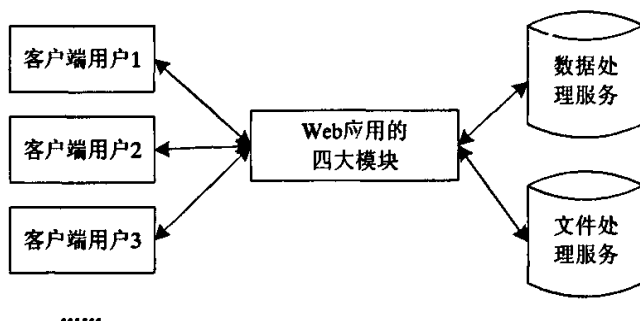 客户端用户1
客户端用户2
客户端用户3
......
Web应用的
四大模块
数据处
理服务
文件处
理服务